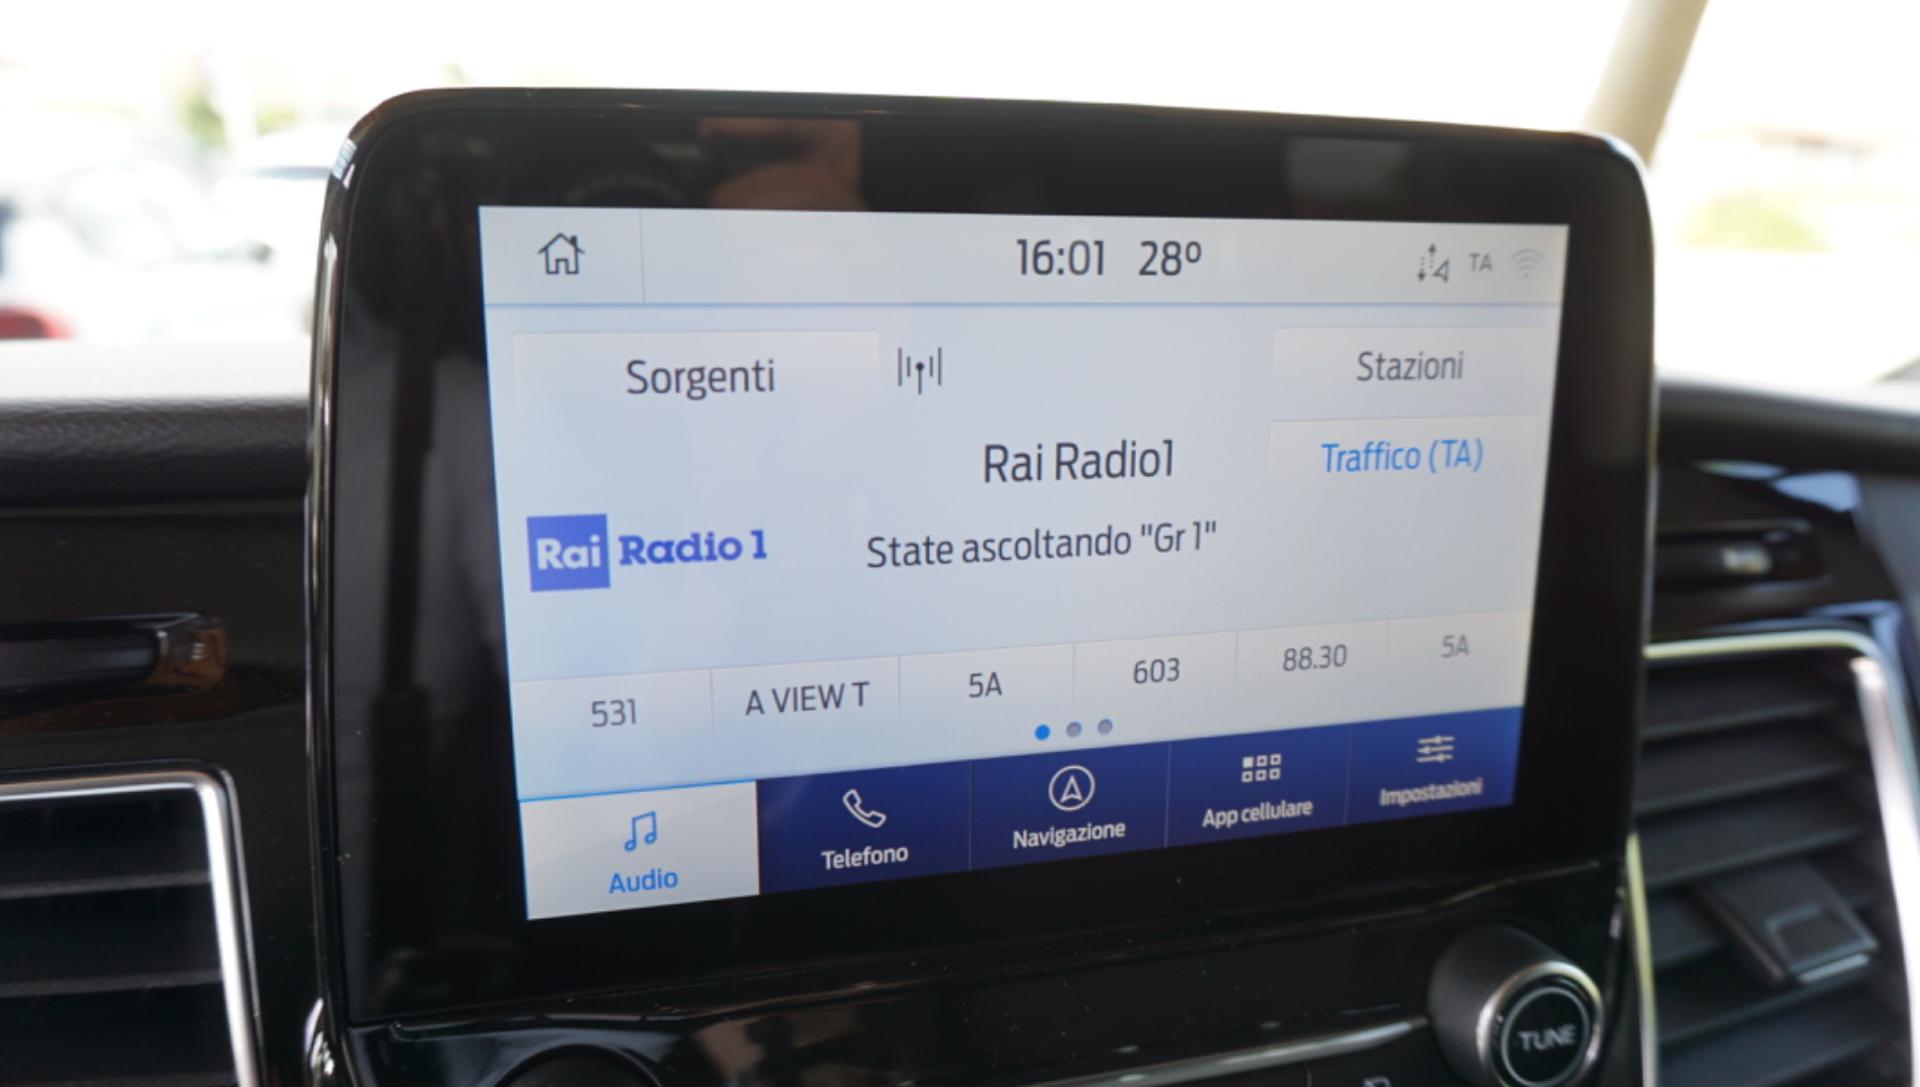 16:01 28°
TA
Sorgenti
Stazioni
Rai Radio1
Traffico (TA)
Rai Radio 1
State ascoltando "Gr 1"
531
A VIEW T
5A
603
88.30
5A
Audio
Telefono
Navigazione
App cellulare
Impostazioni
TUNE